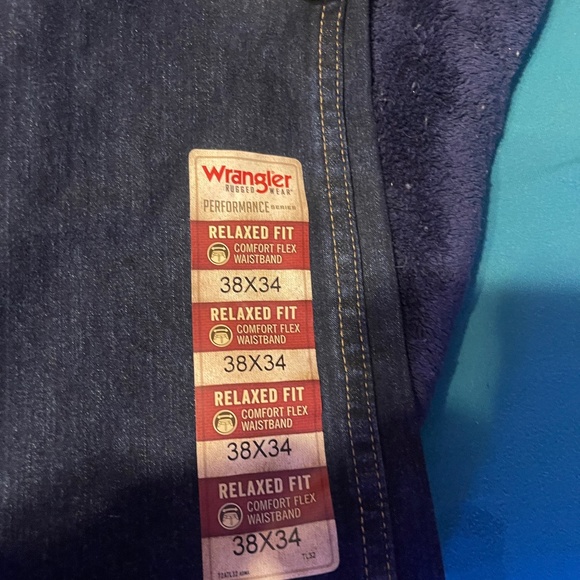 Wrangler
RUGGED WEAR
PERFORMANCE SERIES
RELAXED FIT
COMFORT FLEX
WAISTBAND
38X34
RELAXED FIT
COMFORT FLEX
WAISTBAND
38X34
RELAXED FIT
COMFORT FLEX
WAISTBAND
38X34
RELAXED FIT
COMFORT FLEX
WAISTBAND
38X34
TL32